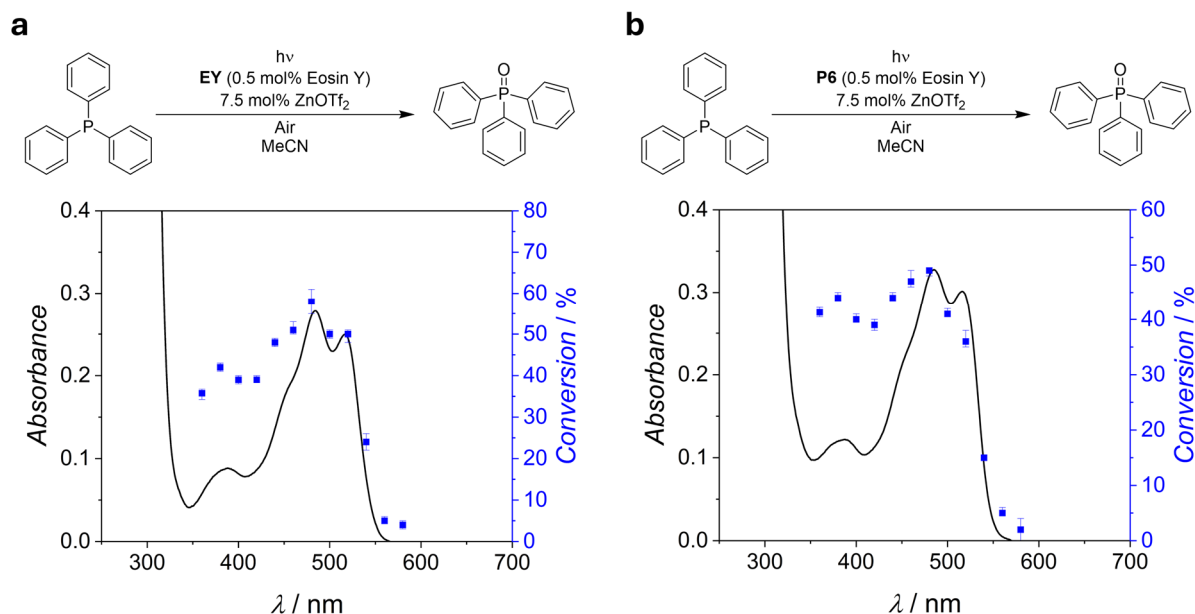 a
hν
EY (0.5 mol% Eosin Y)
7.5 mol% ZnOTf₂
Air
MeCN
P
O
P
0.4
0.3
0.2
0.1
0.0
Absorbance
80
70
60
50
40
30
20
10
0
Conversion / %
300
400
500
600
700
λ / nm
b
hν
P6 (0.5 mol% Eosin Y)
7.5 mol% ZnOTf₂
Air
MeCN
P
O
P
0.4
0.3
0.2
0.1
0.0
Absorbance
60
50
40
30
20
10
0
Conversion / %
300
400
500
600
700
λ / nm